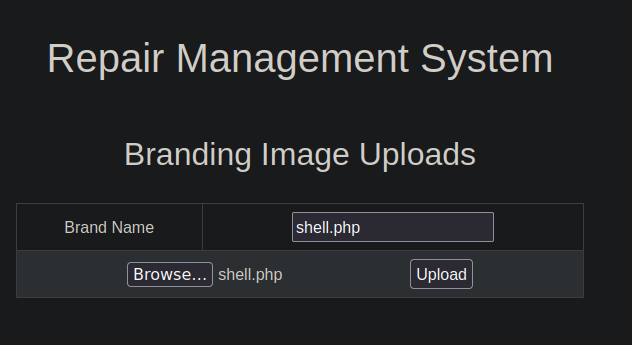 Repair Management System
Branding Image Uploads
Brand Name shell.php
Browse... shell.php Upload